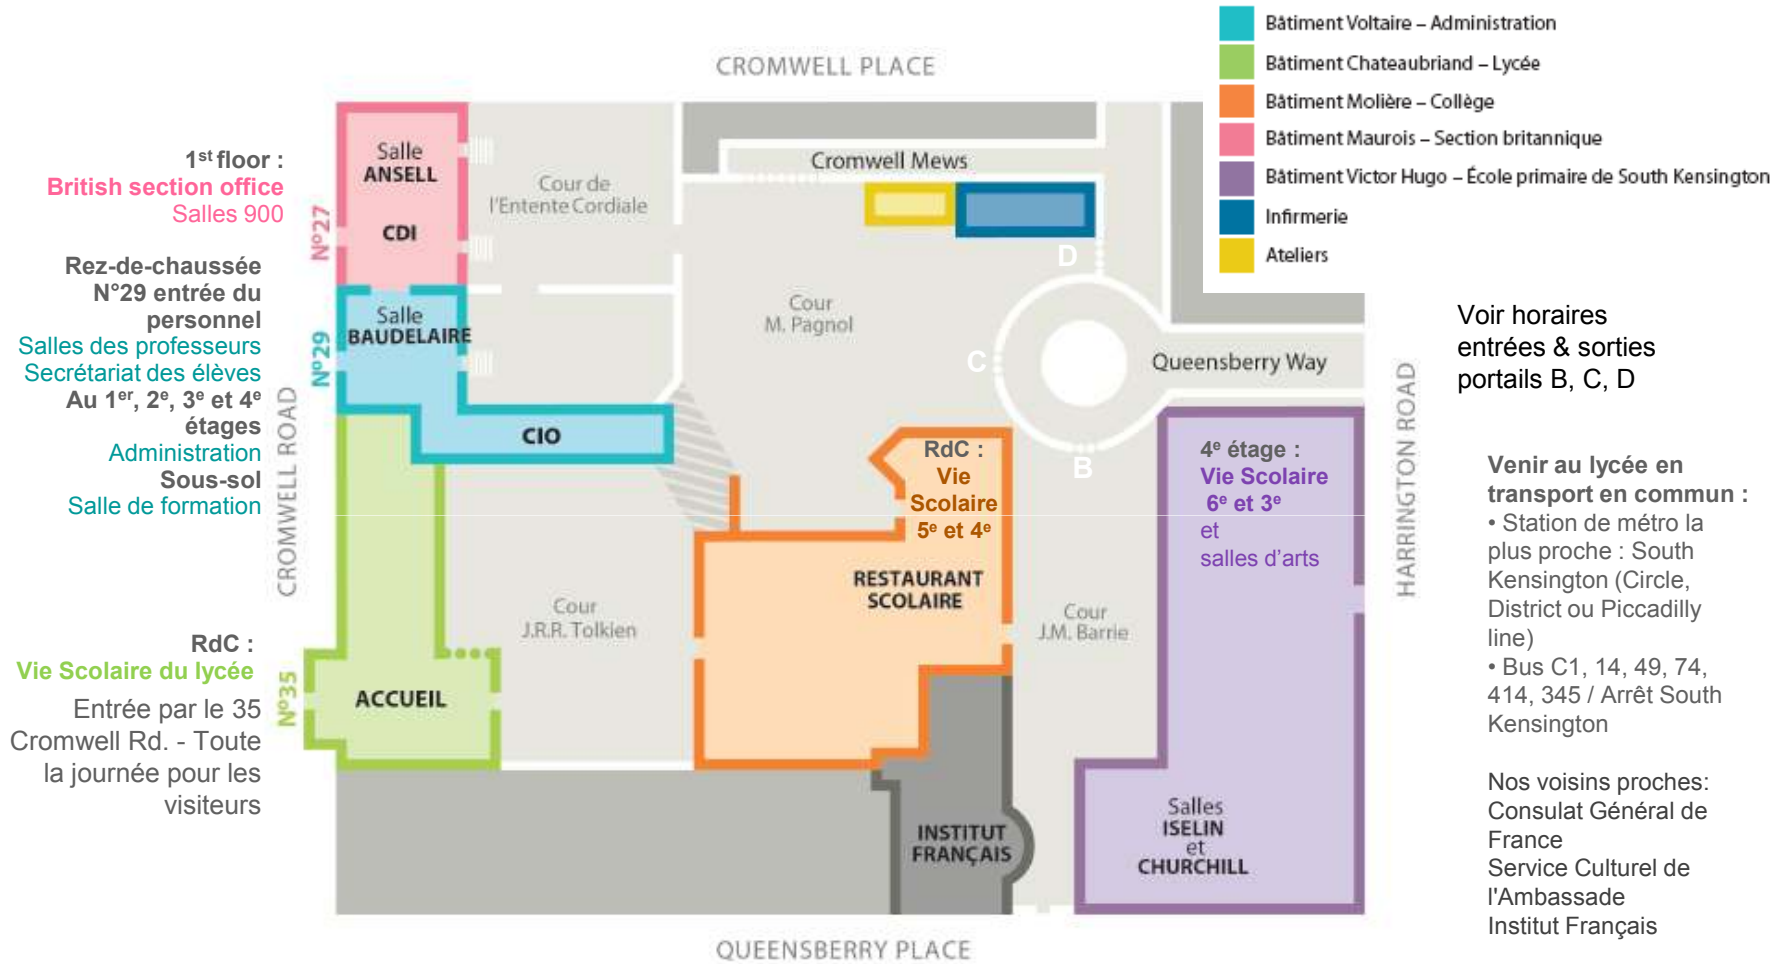 Bâtiment Voltaire – Administration
Bâtiment Chateaubriand – Lycée
Bâtiment Molière – Collège
Bâtiment Maurois – Section britannique
Bâtiment Victor Hugo – École primaire de South Kensington
Infirmerie
Ateliers
CROMWELL PLACE
1st floor :
British section office
Salles 900
N°27
Salle
ANSELL
CDI
Cour de
l'Entente Cordiale
Cromwell Mews
Rez-de-chaussée
N°29 entrée du
personnel
Salles des professeurs
Secrétariat des élèves
Au 1er, 2e, 3e et 4e
étages
Administration
Sous-sol
Salle de formation
N°29
Salle
BAUDELAIRE
CIO
Cour
M. Pagnol
D
C
B
Queensberry Way
CROMWELL ROAD
HARRINGTON ROAD
Voir horaires
entrées & sorties
portails B, C, D
RdC :
Vie
Scolaire
5e et 4e
RESTAURANT
SCOLAIRE
4e étage :
Vie Scolaire
6e et 3e
et
salles d'arts
Cour
J.R.R. Tolkien
Cour
J.M. Barrie
RdC :
Vie Scolaire du lycée
Entrée par le 35
Cromwell Rd. - Toute
la journée pour les
visiteurs
N°35
ACCUEIL
INSTITUT
FRANÇAIS
Salles
ISELIN
et
CHURCHILL
Venir au lycée en
transport en commun :
• Station de métro la
plus proche : South
Kensington (Circle,
District ou Piccadilly
line)
• Bus C1, 14, 49, 74,
414, 345 / Arrêt South
Kensington
Nos voisins proches:
Consulat Général de
France
Service Culturel de
l'Ambassade
Institut Français
QUEENSBERRY PLACE